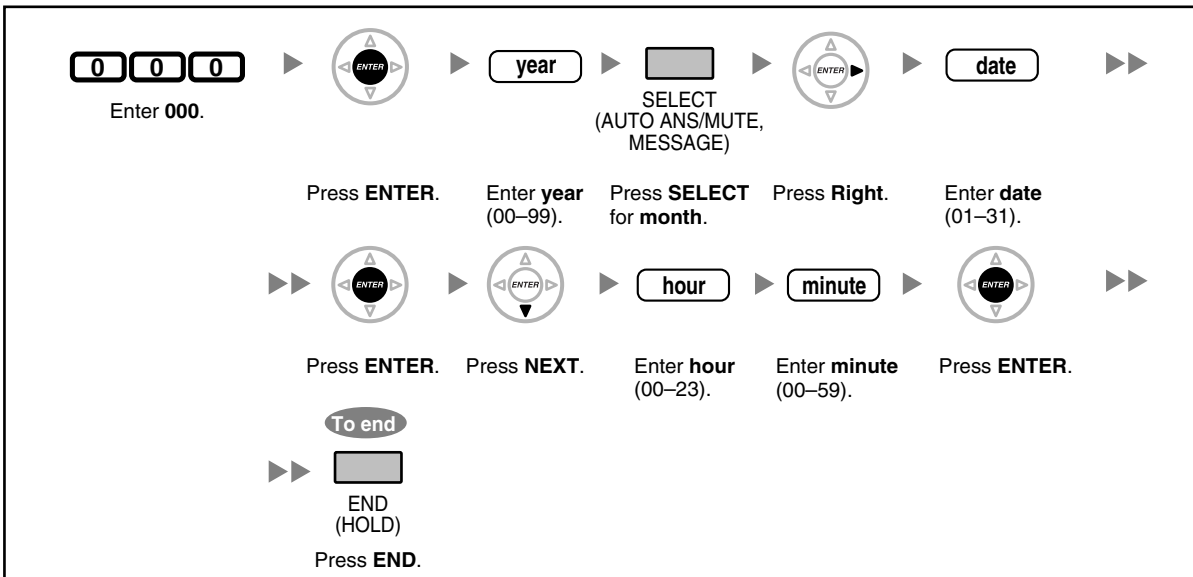 0 0 0 ENTER year ENTER date
Enter 000.
SELECT
(AUTO ANS/MUTE,
MESSAGE)
Press ENTER. Enter year
(00–99). Press SELECT
for month. Press Right. Enter date
(01–31).
ENTER ENTER hour minute ENTER
Press ENTER. Press NEXT. Enter hour
(00–23). Enter minute
(00–59). Press ENTER.
To end
END
(HOLD)
Press END.